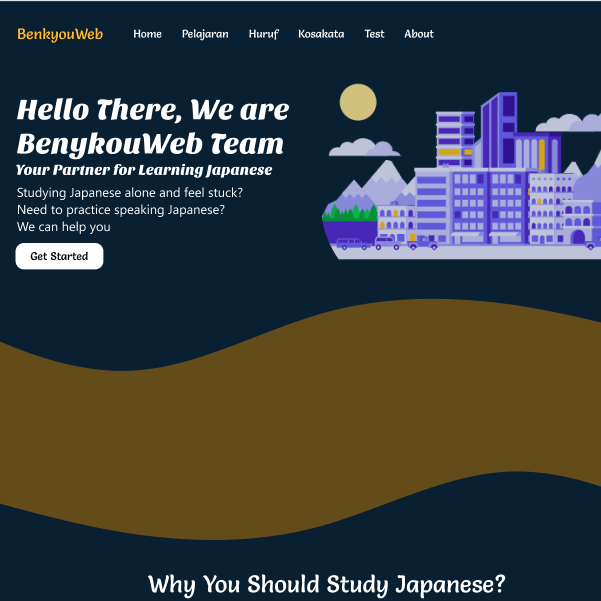 BenkyouWeb Home Pelajaran Huruf Kosakata Test About
Hello There, We are
BenykouWeb Team
Your Partner for Learning Japanese
Studying Japanese alone and feel stuck?
Need to practice speaking Japanese?
We can help you
Get Started
Why You Should Study Japanese?